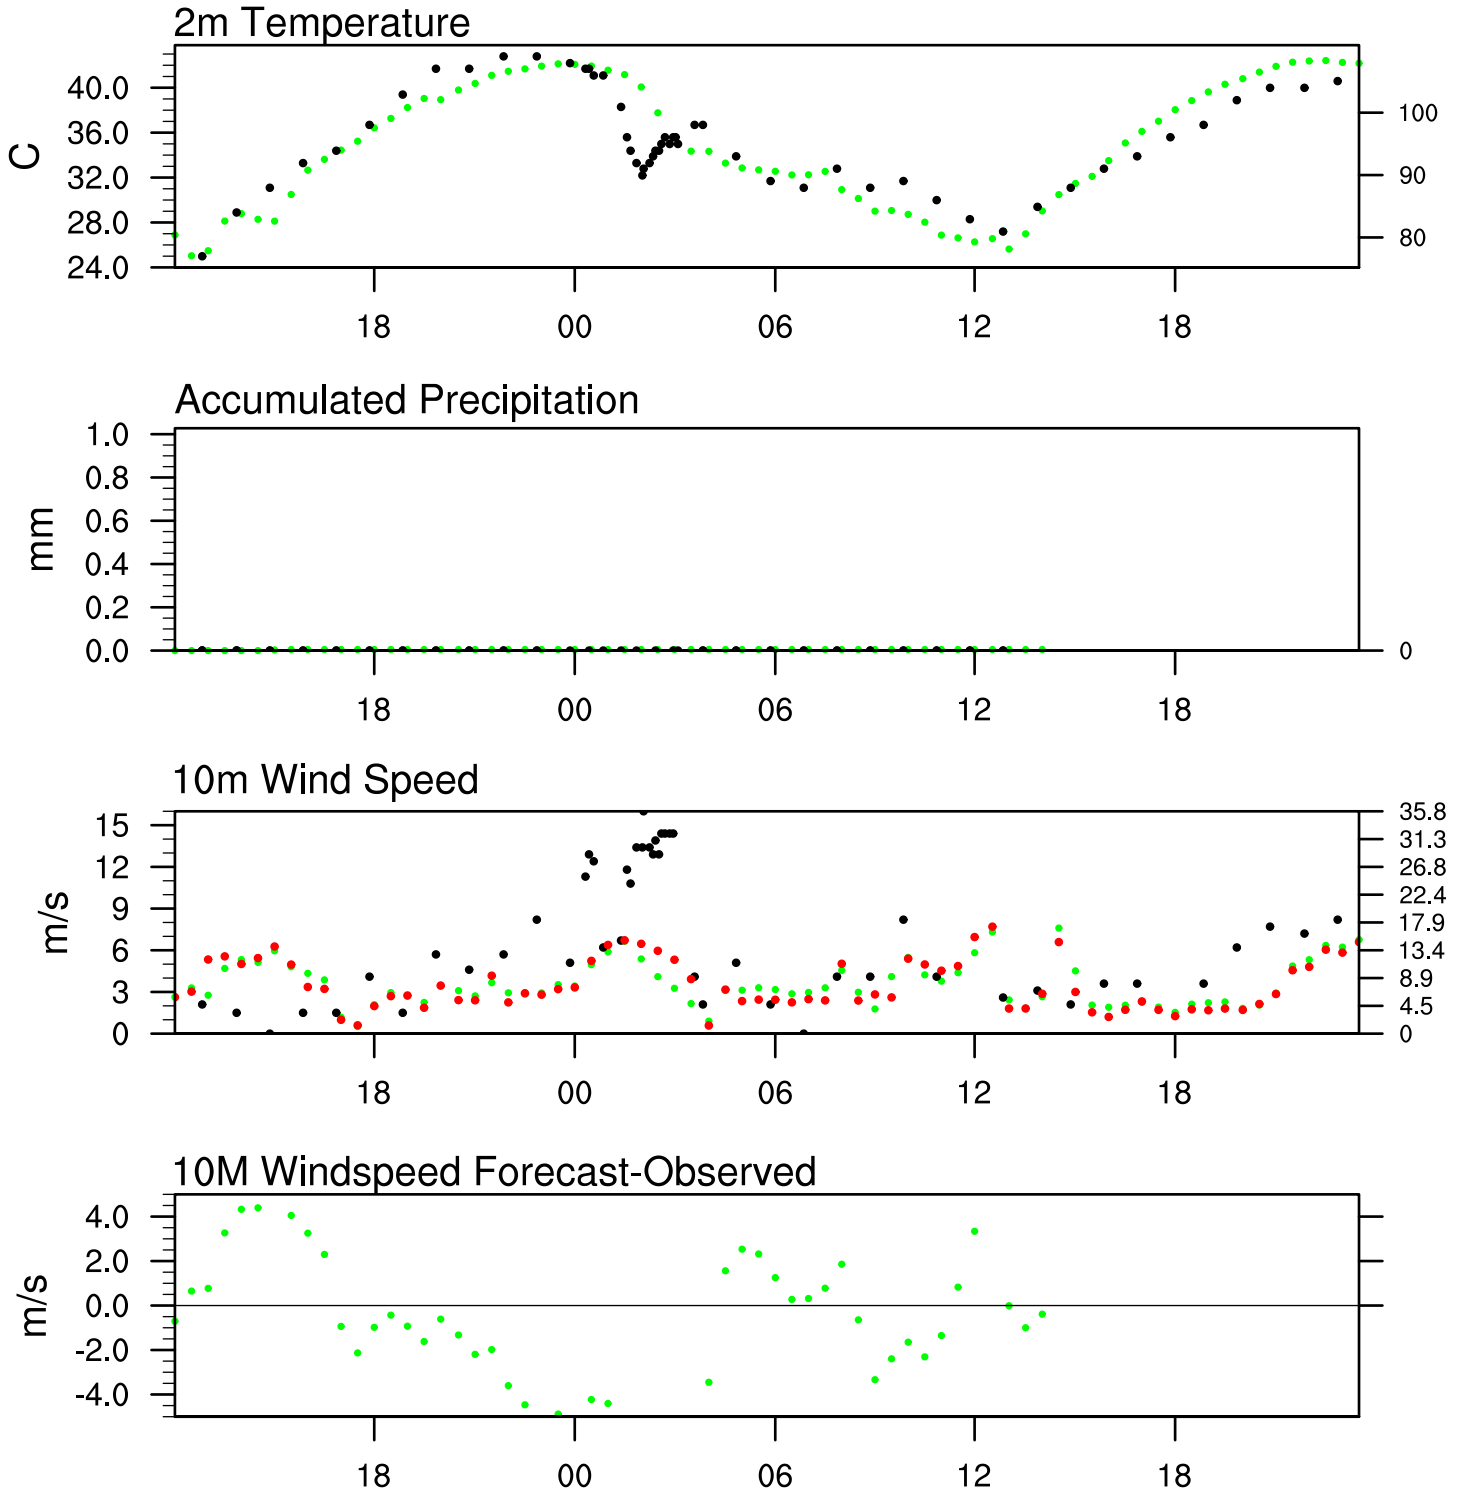 2m Temperature
40.0
36.0
32.0
28.0
24.0
C
100
90
80
18 00 06 12 18
Accumulated Precipitation
1.0
0.8
0.6
0.4
0.2
0.0
mm
0
18 00 06 12 18
10m Wind Speed
15
12
9
6
3
0
m/s
35.8
31.3
26.8
22.4
17.9
13.4
8.9
4.5
0
18 00 06 12 18
10M Windspeed Forecast-Observed
4.0
2.0
0.0
-2.0
-4.0
m/s
18 00 06 12 18